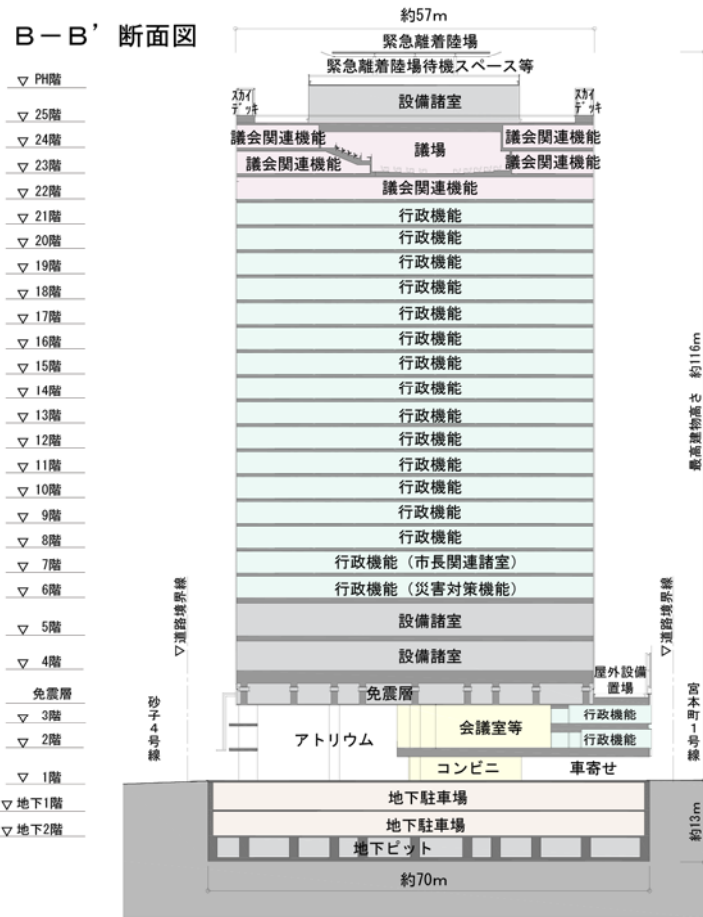 B-B’断面図
約57m
緊急離着陸場
緊急離着陸場待機スペース等
▽ PH階
スカイデッキ
設備諸室
スカイデッキ
▽ 25階
▽ 24階
議会関連機能
議場
議会関連機能
▽ 23階
議会関連機能
議会関連機能
▽ 22階
議会関連機能
▽ 21階
行政機能
▽ 20階
行政機能
▽ 19階
行政機能
▽ 18階
行政機能
▽ 17階
行政機能
▽ 16階
行政機能
▽ 15階
行政機能
▽ 14階
行政機能
▽ 13階
行政機能
▽ 12階
行政機能
▽ 11階
行政機能
▽ 10階
行政機能
▽ 9階
行政機能
▽ 8階
行政機能
▽ 7階
行政機能(市長関連諸室)
▽ 6階
行政機能(災害対策機能)
▽ 5階
設備諸室
▽ 4階
設備諸室
最高建物高さ 約116m
▽道路境界線
▽道路境界線
屋外設備
置場
免震層
免震層
砂子4号線
宮本町1号線
▽ 3階
行政機能
会議室等
アトリウム
▽ 2階
行政機能
▽ 1階
コンビニ
車寄せ
▽ 地下1階
地下駐車場
▽ 地下2階
地下駐車場
地下ピット
約13m
約70m